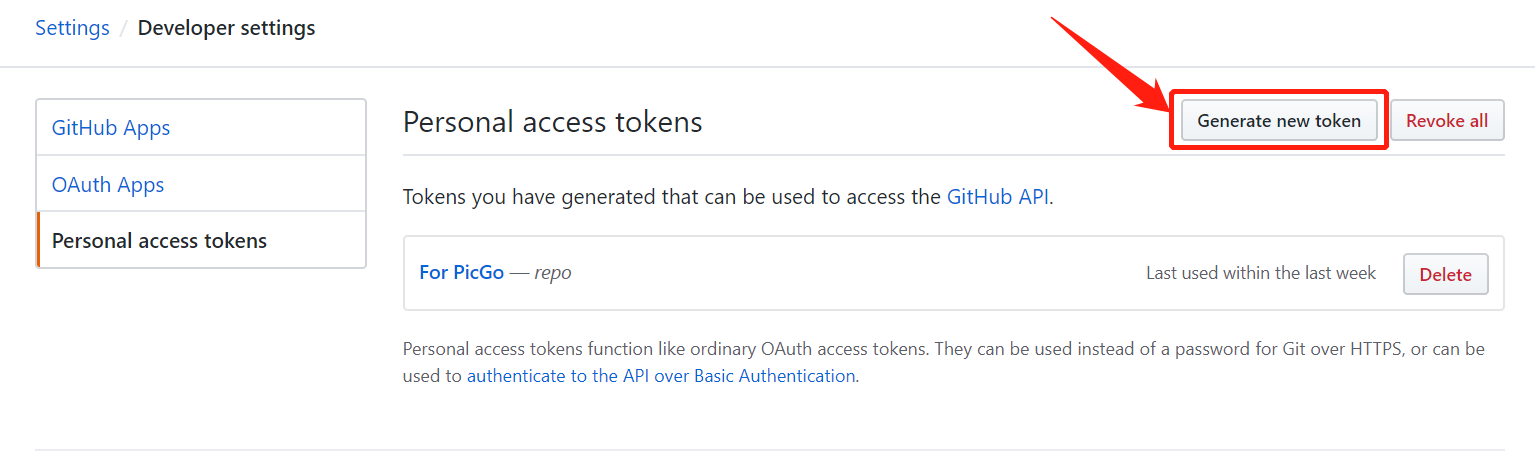 Settings / Developer settings
GitHub Apps
OAuth Apps
Personal access tokens
Personal access tokens
Generate new token
Revoke all
Tokens you have generated that can be used to access the GitHub API.
For PicGo — repo
Last used within the last week
Delete
Personal access tokens function like ordinary OAuth access tokens. They can be used instead of a password for Git over HTTPS, or can be
used to authenticate to the API over Basic Authentication.